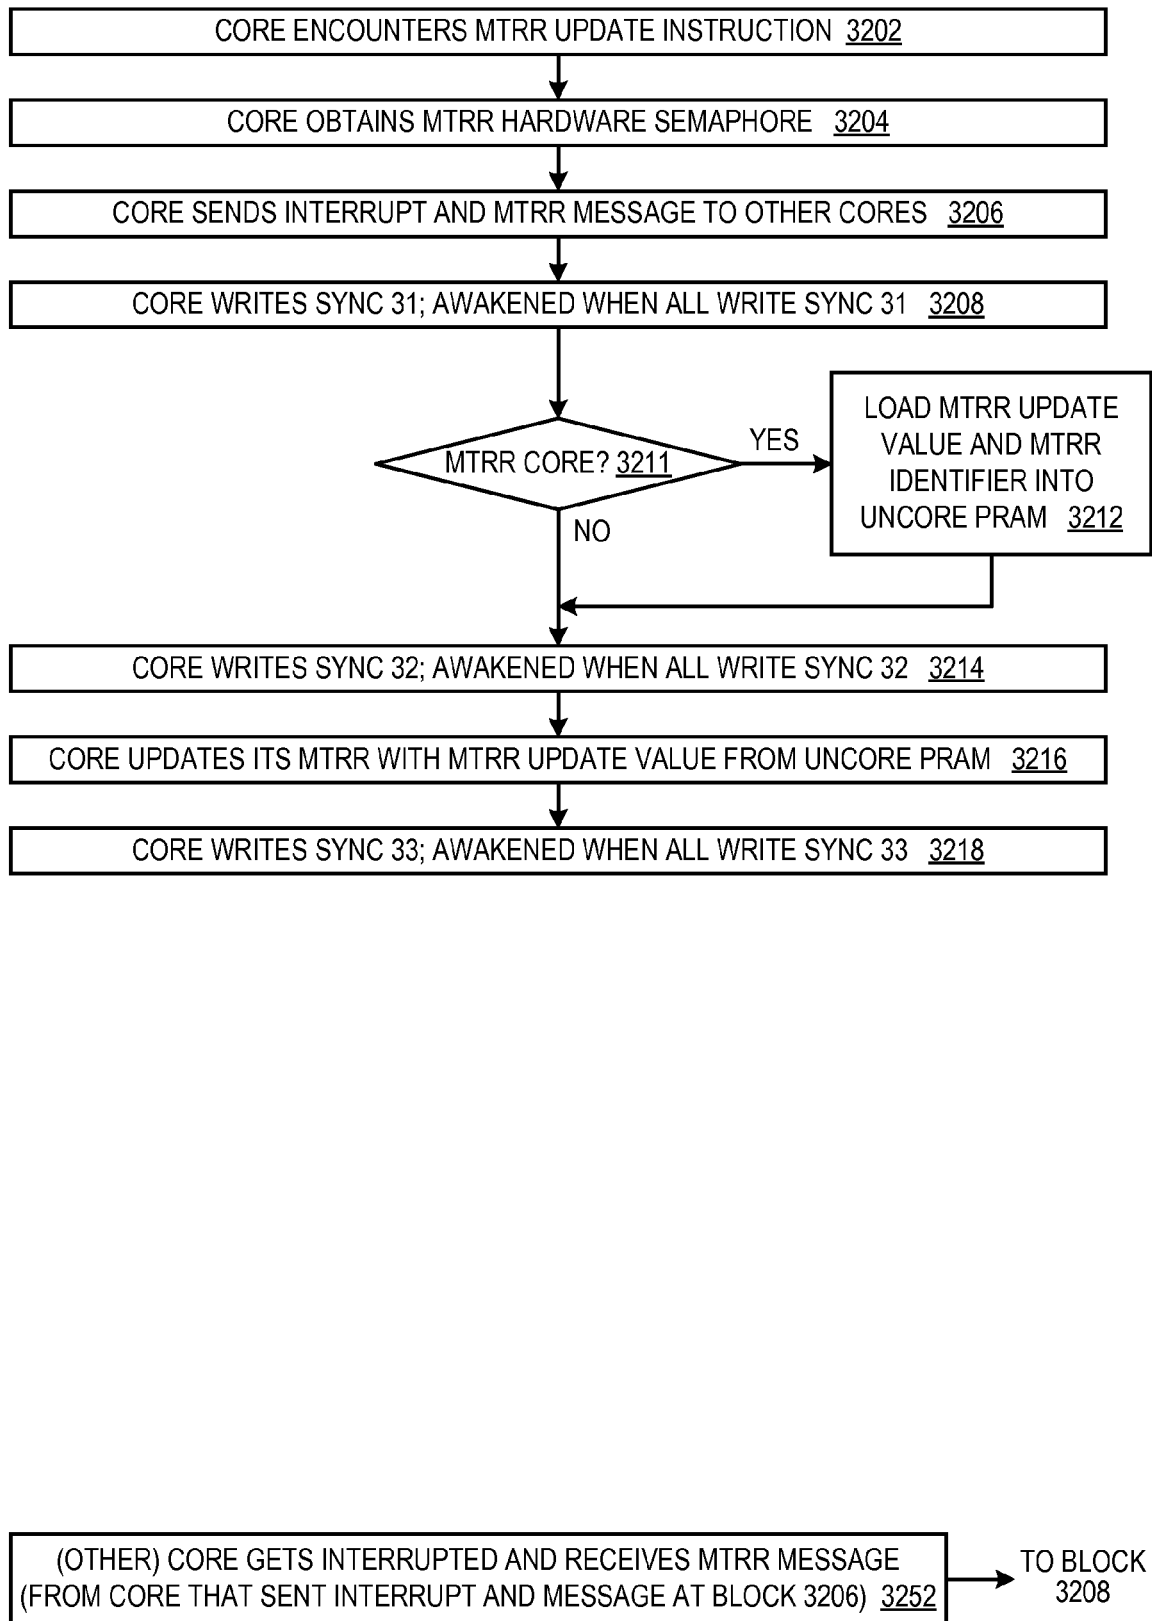 CORE ENCOUNTERS MTRR UPDATE INSTRUCTION 3202
CORE OBTAINS MTRR HARDWARE SEMAPHORE 3204
CORE SENDS INTERRUPT AND MTRR MESSAGE TO OTHER CORES 3206
CORE WRITES SYNC 31; AWAKENED WHEN ALL WRITE SYNC 31 3208
MTRR CORE? 3211
YES
LOAD MTRR UPDATE
VALUE AND MTRR
IDENTIFIER INTO
UNCORE PRAM 3212
NO
CORE WRITES SYNC 32; AWAKENED WHEN ALL WRITE SYNC 32 3214
CORE UPDATES ITS MTRR WITH MTRR UPDATE VALUE FROM UNCORE PRAM 3216
CORE WRITES SYNC 33; AWAKENED WHEN ALL WRITE SYNC 33 3218
(OTHER) CORE GETS INTERRUPTED AND RECEIVES MTRR MESSAGE
(FROM CORE THAT SENT INTERRUPT AND MESSAGE AT BLOCK 3206) 3252
TO BLOCK
3208